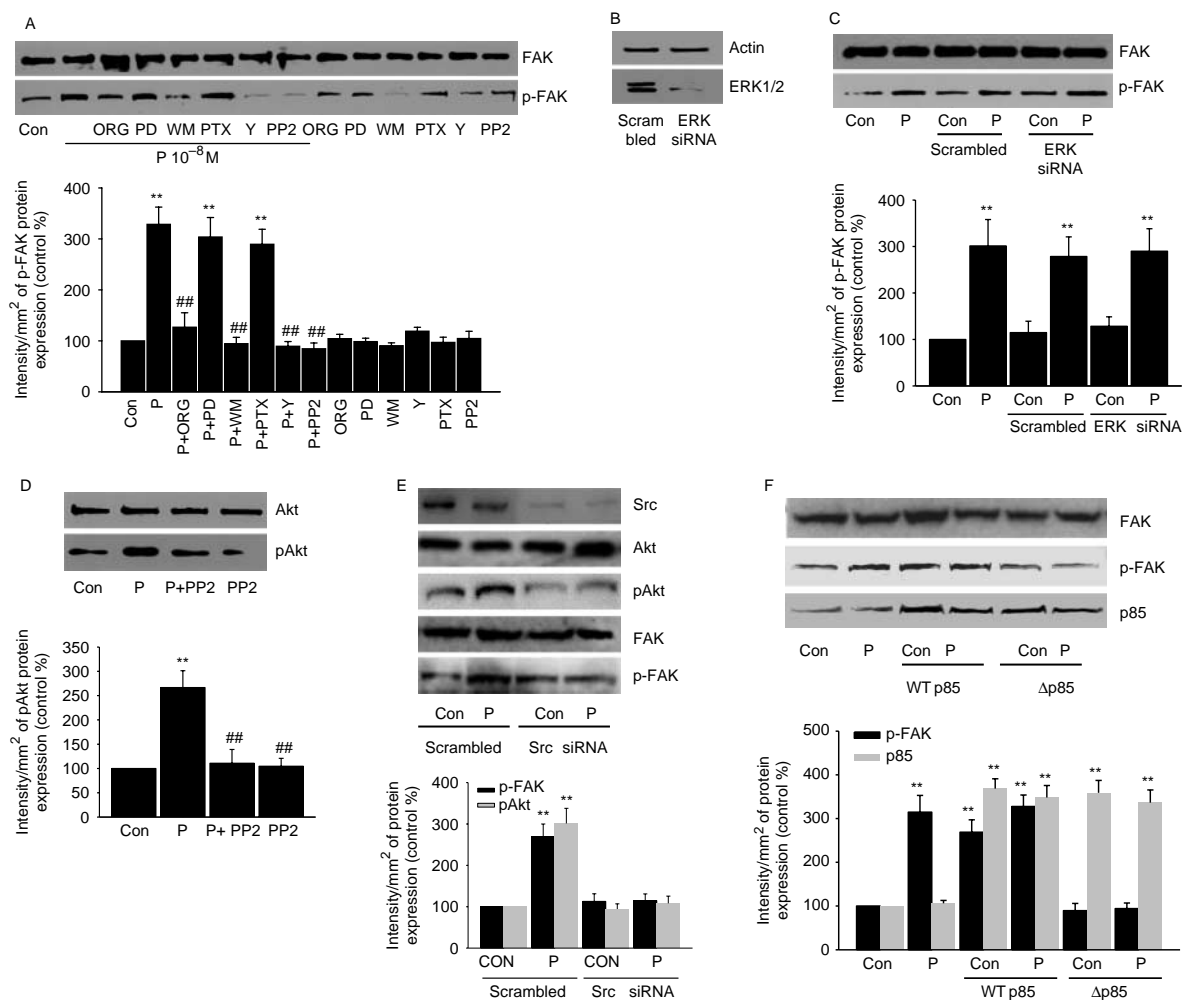 A
FAK
p-FAK
Con ORG PD WM PTX Y PP2 ORG PD WM PTX Y PP2
P 10⁻⁸ M
Intensity/mm² of p-FAK protein
expression (control %)
400
300
200
100
0
** ** **
## ## ## ##
Con P P+ORG P+PD P+WM P+PTX P+Y P+PP2 ORG PD WM Y PTX PP2
B
Actin
ERK1/2
Scram ERK
bled siRNA
C
FAK
p-FAK
Con P Con P Con P
Scrambled ERK
siRNA
Intensity/mm² of p-FAK protein
expression (control %)
400
300
200
100
0
** ** **
Con P Con P Con P
Scrambled ERK siRNA
D
Akt
pAkt
Con P P+PP2 PP2
Intensity/mm² of pAkt protein
expression (control %)
350
300
250
200
150
100
50
0
**
## ##
Con P P+ PP2 PP2
E
Src
Akt
pAkt
FAK
p-FAK
Con P Con P
Scrambled Src siRNA
Intensity/mm² of protein
expression (control %)
400
300
200
100
0
p-FAK
pAkt
** **
CON P CON P
Scrambled Src siRNA
F
FAK
p-FAK
p85
Con P Con P Con P
WT p85 Δp85
Intensity/mm² of protein
expression (control %)
500
400
300
200
100
0
p-FAK
p85
** ** ** ** ** ** **
Con P Con P Con P
WT p85 Δp85